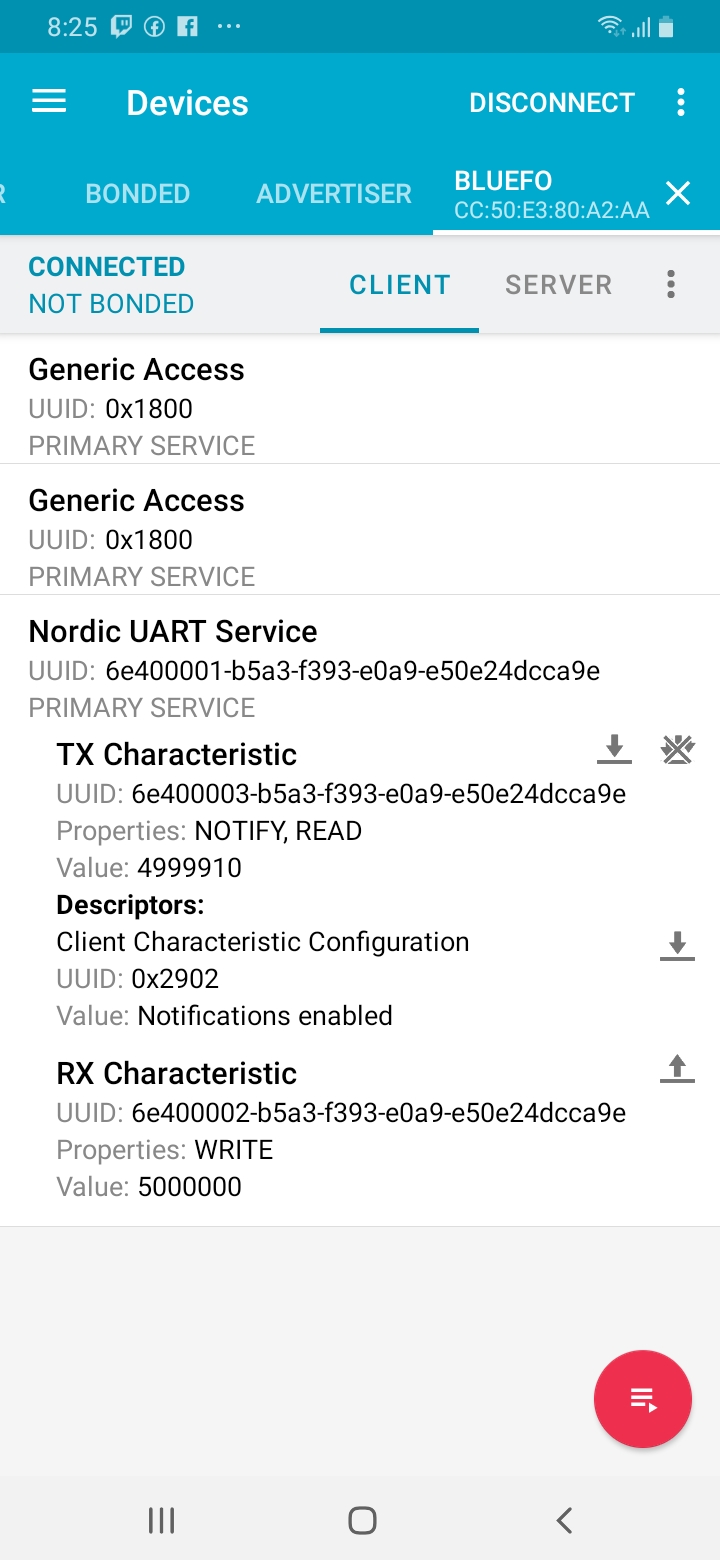 8:25
Devices
DISCONNECT
R
BONDED
ADVERTISER
BLUEFO
CC:50:E3:80:A2:AA
CONNECTED
NOT BONDED
CLIENT
SERVER
Generic Access
UUID: 0x1800
PRIMARY SERVICE
Generic Access
UUID: 0x1800
PRIMARY SERVICE
Nordic UART Service
UUID: 6e400001-b5a3-f393-e0a9-e50e24dcca9e
PRIMARY SERVICE
TX Characteristic
UUID: 6e400003-b5a3-f393-e0a9-e50e24dcca9e
Properties: NOTIFY, READ
Value: 4999910
Descriptors:
Client Characteristic Configuration
UUID: 0x2902
Value: Notifications enabled
RX Characteristic
UUID: 6e400002-b5a3-f393-e0a9-e50e24dcca9e
Properties: WRITE
Value: 5000000